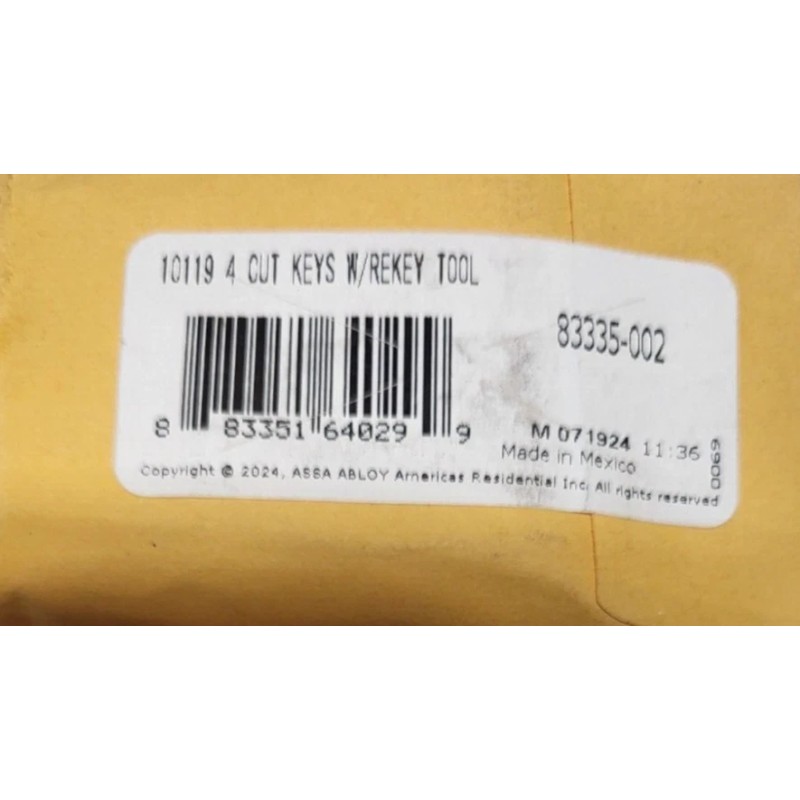 10119 4 CUT KEYS W/REKEY TOOL
83335-002
8 83351 64029 9
M 071924 11:36
0069
Made in Mexico
Copyright © 2024, ASSA ABLOY Americas Residential Inc. All rights reserved